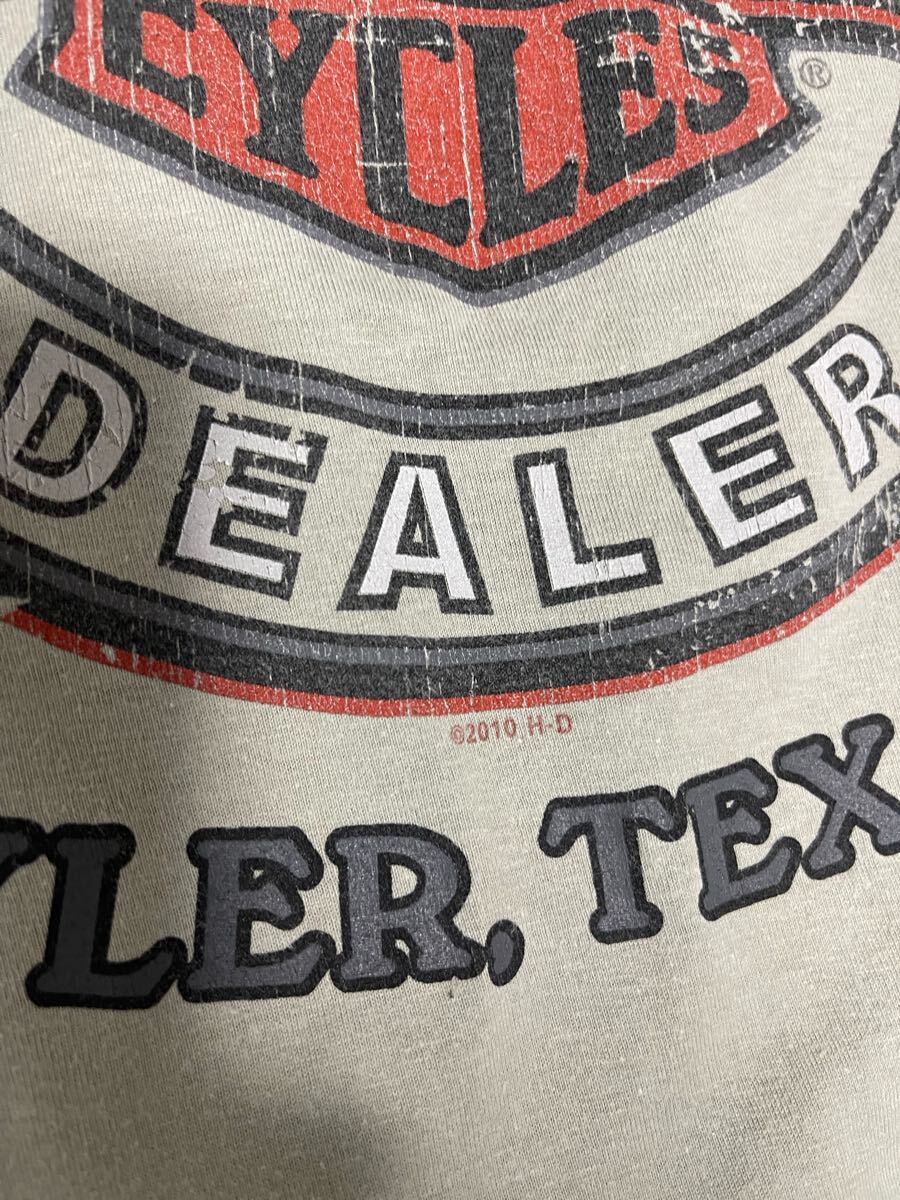 CYCLES®
DEALER
©2010 H-D
YLER, TEX